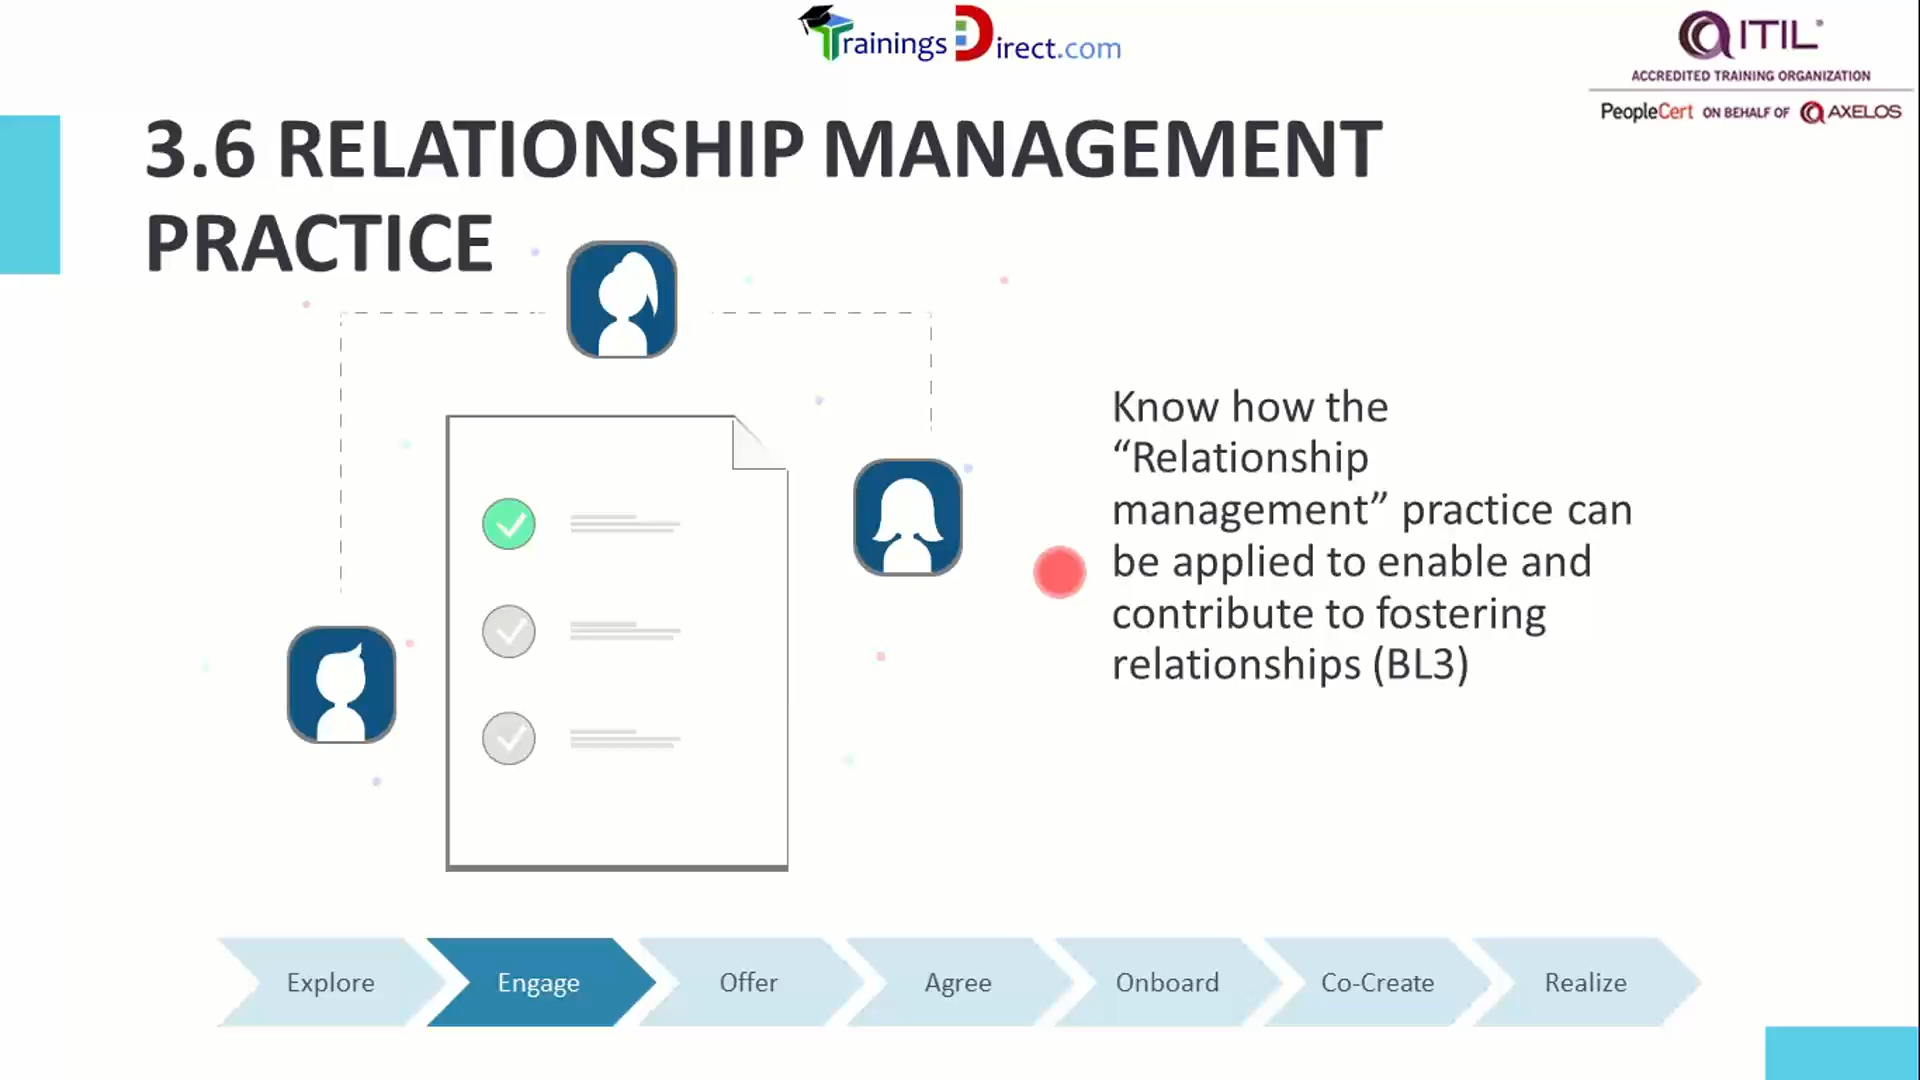 TrainingsDirect.com
ITIL®
ACCREDITED TRAINING ORGANIZATION
PeopleCert ON BEHALF OF AXELOS
3.6 RELATIONSHIP MANAGEMENT
PRACTICE
Know how the
“Relationship
management” practice can
be applied to enable and
contribute to fostering
relationships (BL3)
Explore
Engage
Offer
Agree
Onboard
Co-Create
Realize